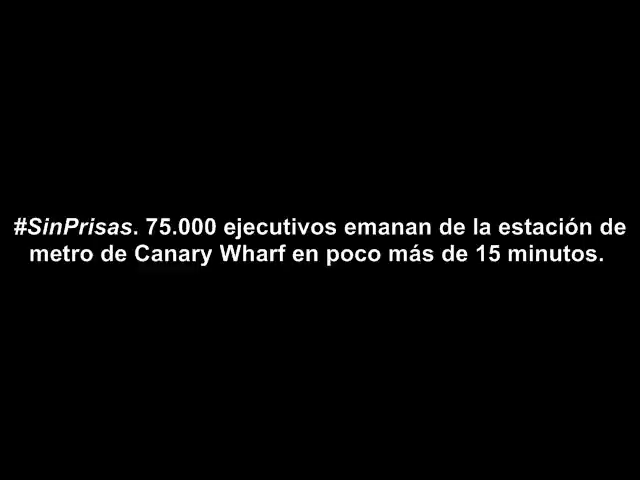 #SinPrisas. 75.000 ejecutivos emanan de la estación de
metro de Canary Wharf en poco más de 15 minutos.